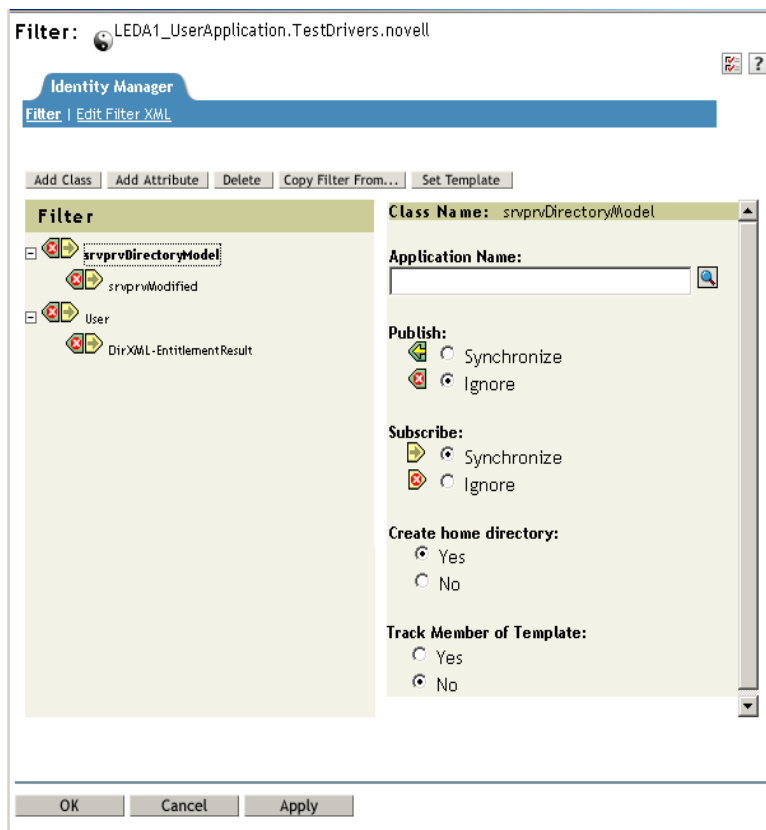 Filter: LEDA1_UserApplication.TestDrivers.novell
?
Identity Manager
Filter | Edit Filter XML
Add Class Add Attribute Delete Copy Filter From... Set Template
Filter
srvprvDirectoryModel
srvprvModified
User
DirXML-EntitlementResult
Class Name: srvprvDirectoryModel
Application Name:
Publish:
Synchronize
Ignore
Subscribe:
Synchronize
Ignore
Create home directory:
Yes
No
Track Member of Template:
Yes
No
OK Cancel Apply